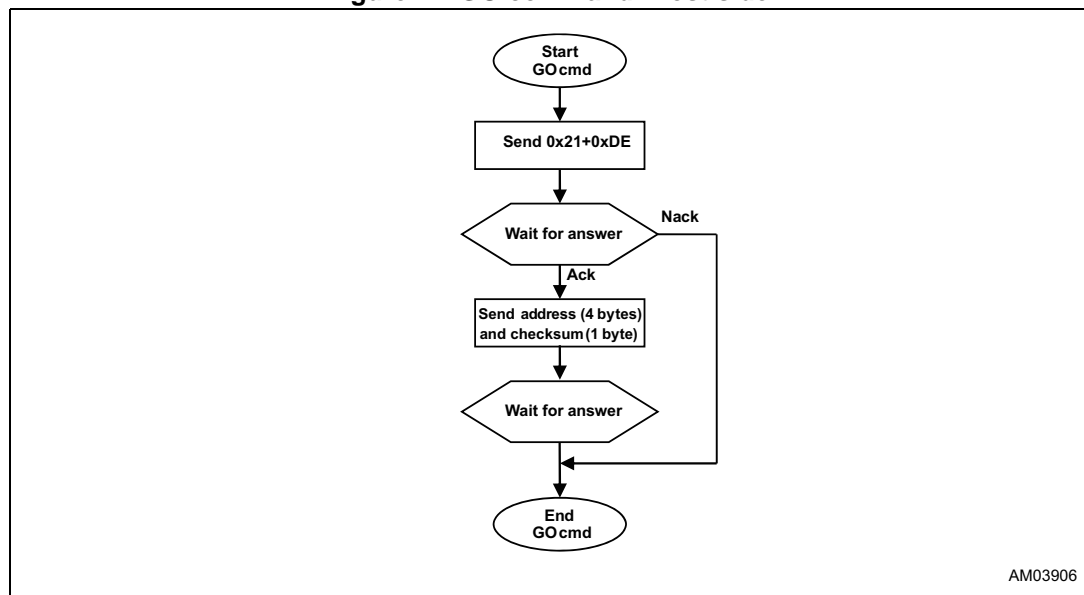 Start
GO cmd
Send 0x21+0xDE
Wait for answer
Nack
Ack
Send address (4 bytes)
and checksum (1 byte)
Wait for answer
End
GO cmd
AM03906